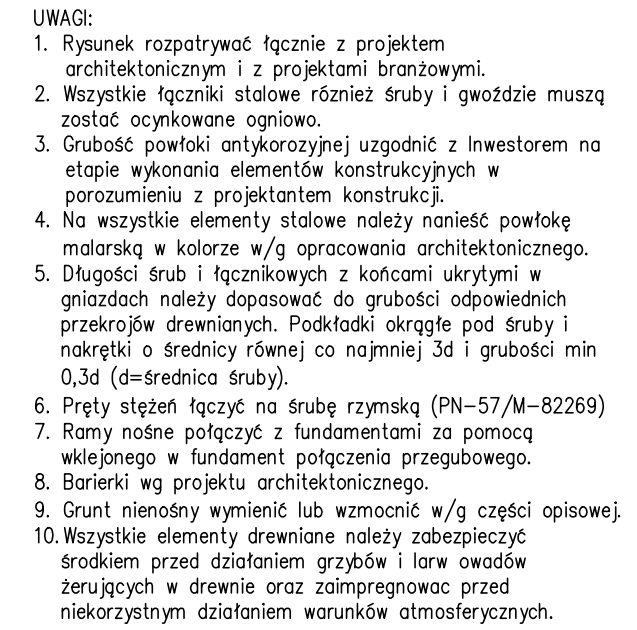 UWAGI:
1. Rysunek rozpatrywać łącznie z projektem
architektonicznym i z projektami branżowymi.
2. Wszystkie łączniki stalowe róznież śruby i gwoździe muszą
zostać ocynkowane ogniowo.
3. Grubość powłoki antykorozyjnej uzgodnić z Inwestorem na
etapie wykonania elementów konstrukcyjnych w
porozumieniu z projektantem konstrukcji.
4. Na wszystkie elementy stalowe należy nanieść powłokę
malarską w kolorze w/g opracowania architektonicznego.
5. Długości śrub i łącznikowych z końcami ukrytymi w
gniazdach należy dopasować do grubości odpowiednich
przekrojów drewnianych. Podkładki okrągłe pod śruby i
nakrętki o średnicy równej co najmniej 3d i grubości min
0,3d (d=średnica śruby).
6. Pręty stężeń łączyć na śrubę rzymską (PN-57/M-82269)
7. Ramy nośne połączyć z fundamentami za pomocą
wklejonego w fundament połączenia przegubowego.
8. Barierki wg projektu architektonicznego.
9. Grunt nienośny wymienić lub wzmocnić w/g części opisowej.
10. Wszystkie elementy drewniane należy zabezpieczyć
środkiem przed działaniem grzybów i larw owadów
żerujących w drewnie oraz zaimpregnowac przed
niekorzystnym działaniem warunków atmosferycznych.